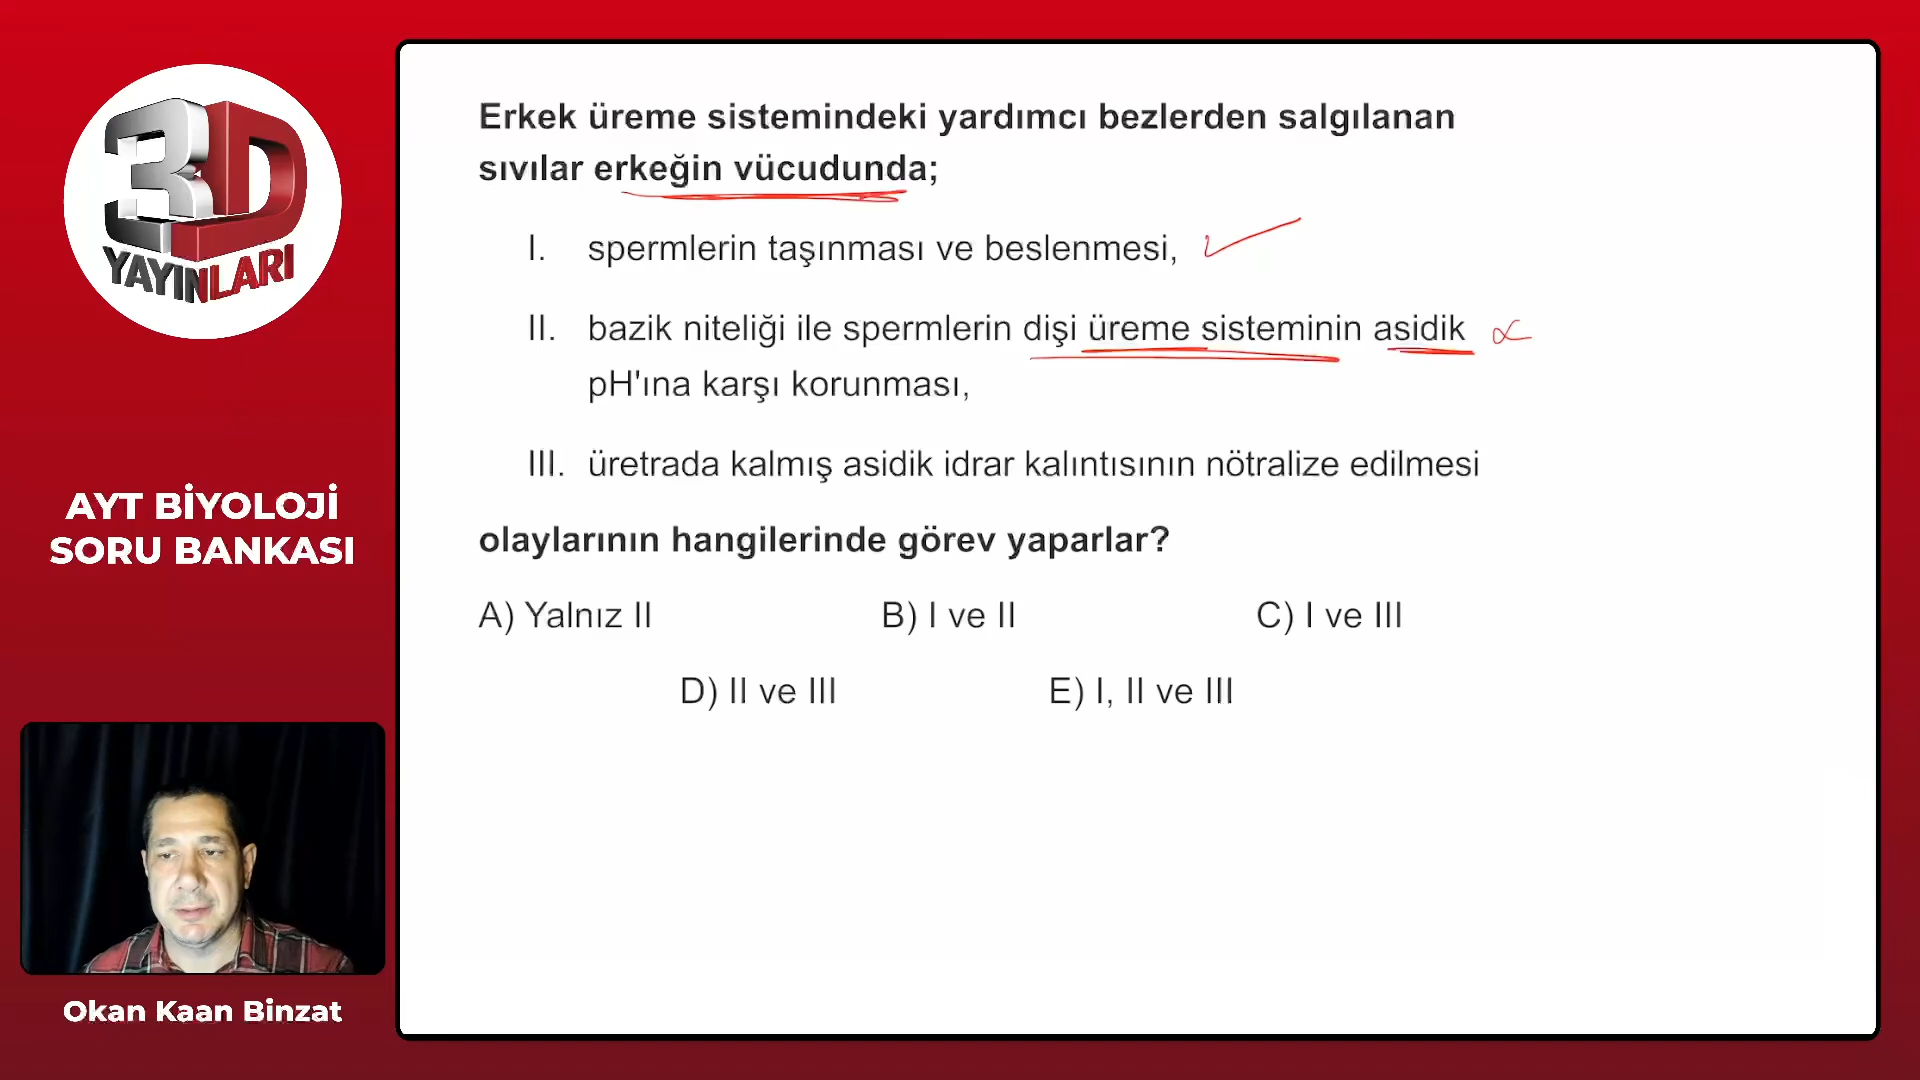 3D
YAYINLARI
AYT BİYOLOJİ
SORU BANKASI
Okan Kaan Binzat
Erkek üreme sistemindeki yardımcı bezlerden salgılanan
sıvılar erkeğin vücudunda;
I. spermlerin taşınması ve beslenmesi,
II. bazik niteliği ile spermlerin dişi üreme sisteminin asidik
pH'ına karşı korunması,
III. üretrada kalmış asidik idrar kalıntısının nötralize edilmesi
olaylarının hangilerinde görev yaparlar?
A) Yalnız II B) I ve II C) I ve III
D) II ve III E) I, II ve III